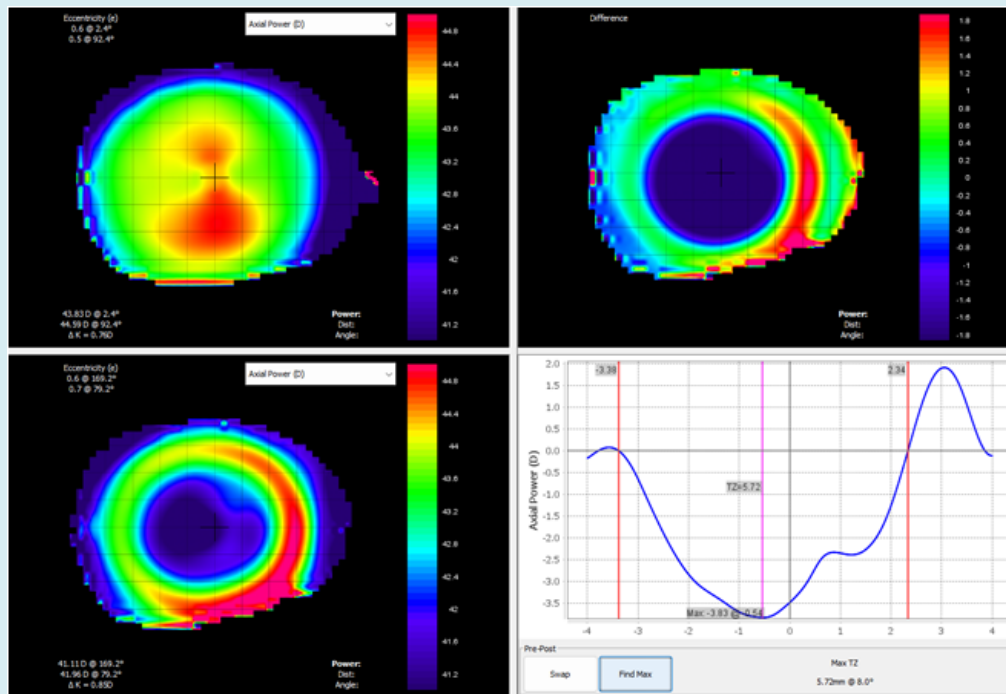 Eccentricity (e)
0.6 @ 2.4°
0.5 @ 92.4°
Axial Power (D)
44.8
44.4
44
43.6
43.2
42.8
42.4
42
41.6
41.2
43.83 D @ 2.4°
44.59 D @ 92.4°
Δ K = 0.76D
Power:
Dist:
Angle:
Difference
1.8
1.6
1.4
1.2
1
0.8
0.6
0.4
0.2
0
-0.2
-0.4
-0.6
-0.8
-1
-1.2
-1.4
-1.6
-1.8
Power:
Dist:
Angle:
Eccentricity (e)
0.6 @ 169.2°
0.7 @ 79.2°
Axial Power (D)
44.8
44.4
44
43.6
43.2
42.8
42.4
42
41.6
41.2
41.11 D @ 169.2°
41.96 D @ 79.2°
Δ K = 0.85D
Power:
Dist:
Angle:
Axial Power (D)
2.0
1.5
1.0
0.5
0.0
-0.5
-1.0
-1.5
-2.0
-2.5
-3.0
-3.5
-3.38
2.34
TZ=5.72
Max: -3.83 @ -0.54
-4 -3 -2 -1 0 1 2 3 4
Pre-Post
Swap
Find Max
Max TZ
5.72mm @ 8.0°